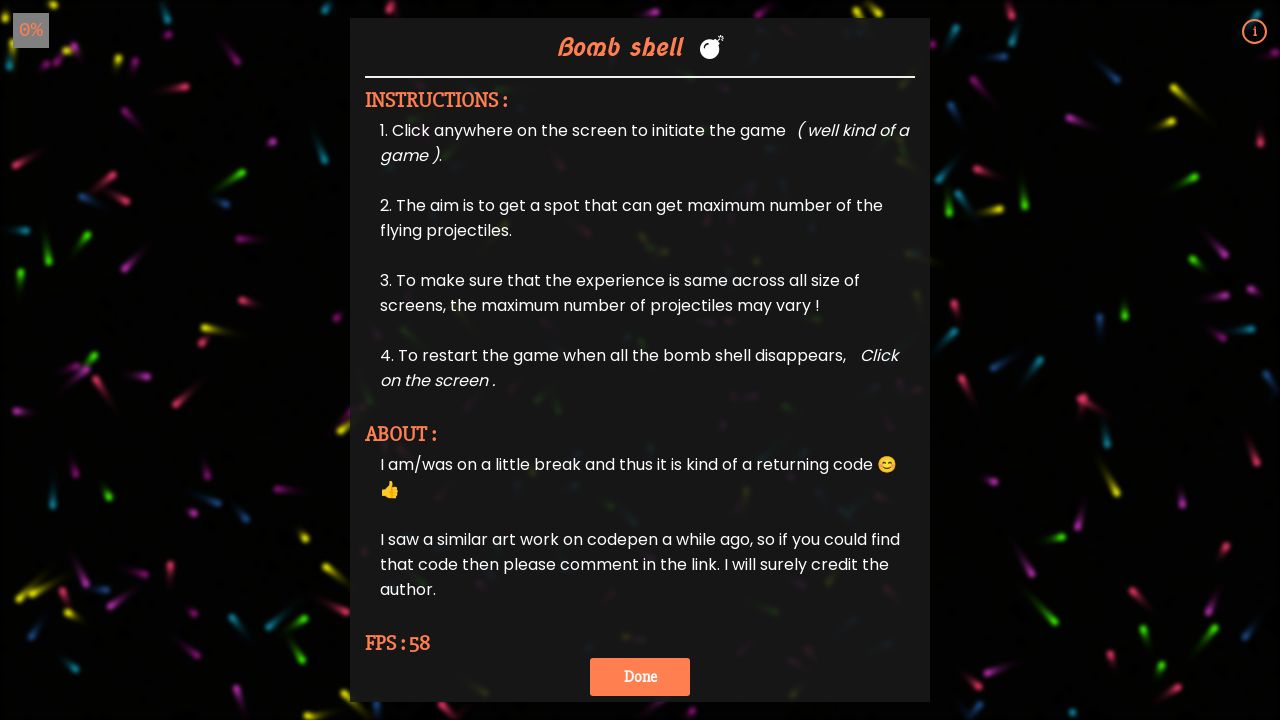 0%
i
Bomb shell 💣
INSTRUCTIONS :
1. Click anywhere on the screen to initiate the game ( well kind of a
game ).
2. The aim is to get a spot that can get maximum number of the
flying projectiles.
3. To make sure that the experience is same across all size of
screens, the maximum number of projectiles may vary !
4. To restart the game when all the bomb shell disappears, Click
on the screen .
ABOUT :
I am/was on a little break and thus it is kind of a returning code 😊
👍
I saw a similar art work on codepen a while ago, so if you could find
that code then please comment in the link. I will surely credit the
author.
FPS : 58
Done